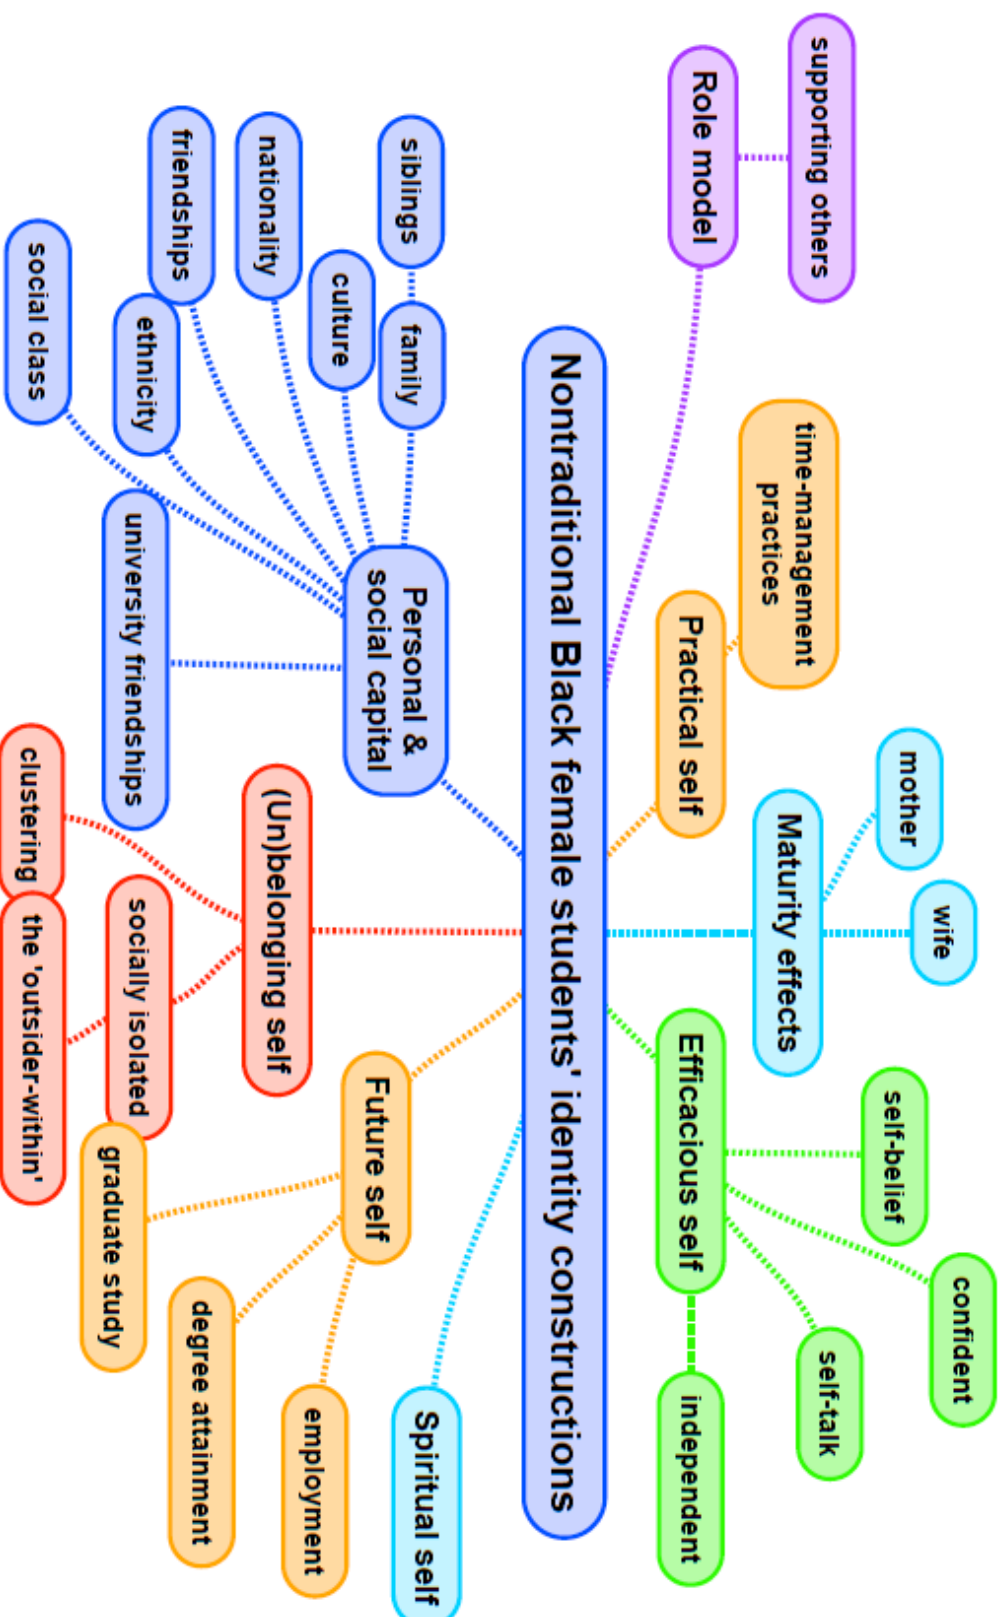 supporting others
Role model
time-management
practices
Practical self
mother
wife
Maturity effects
self-belief
confident
self-talk
independent
Efficacious self
Nontraditional Black female students' identity constructions
siblings
family
culture
nationality
friendships
ethnicity
social class
university friendships
Personal &
social capital
(Un)belonging self
clustering
socially isolated
the 'outsider-within'
Future self
graduate study
degree attainment
employment
Spiritual self